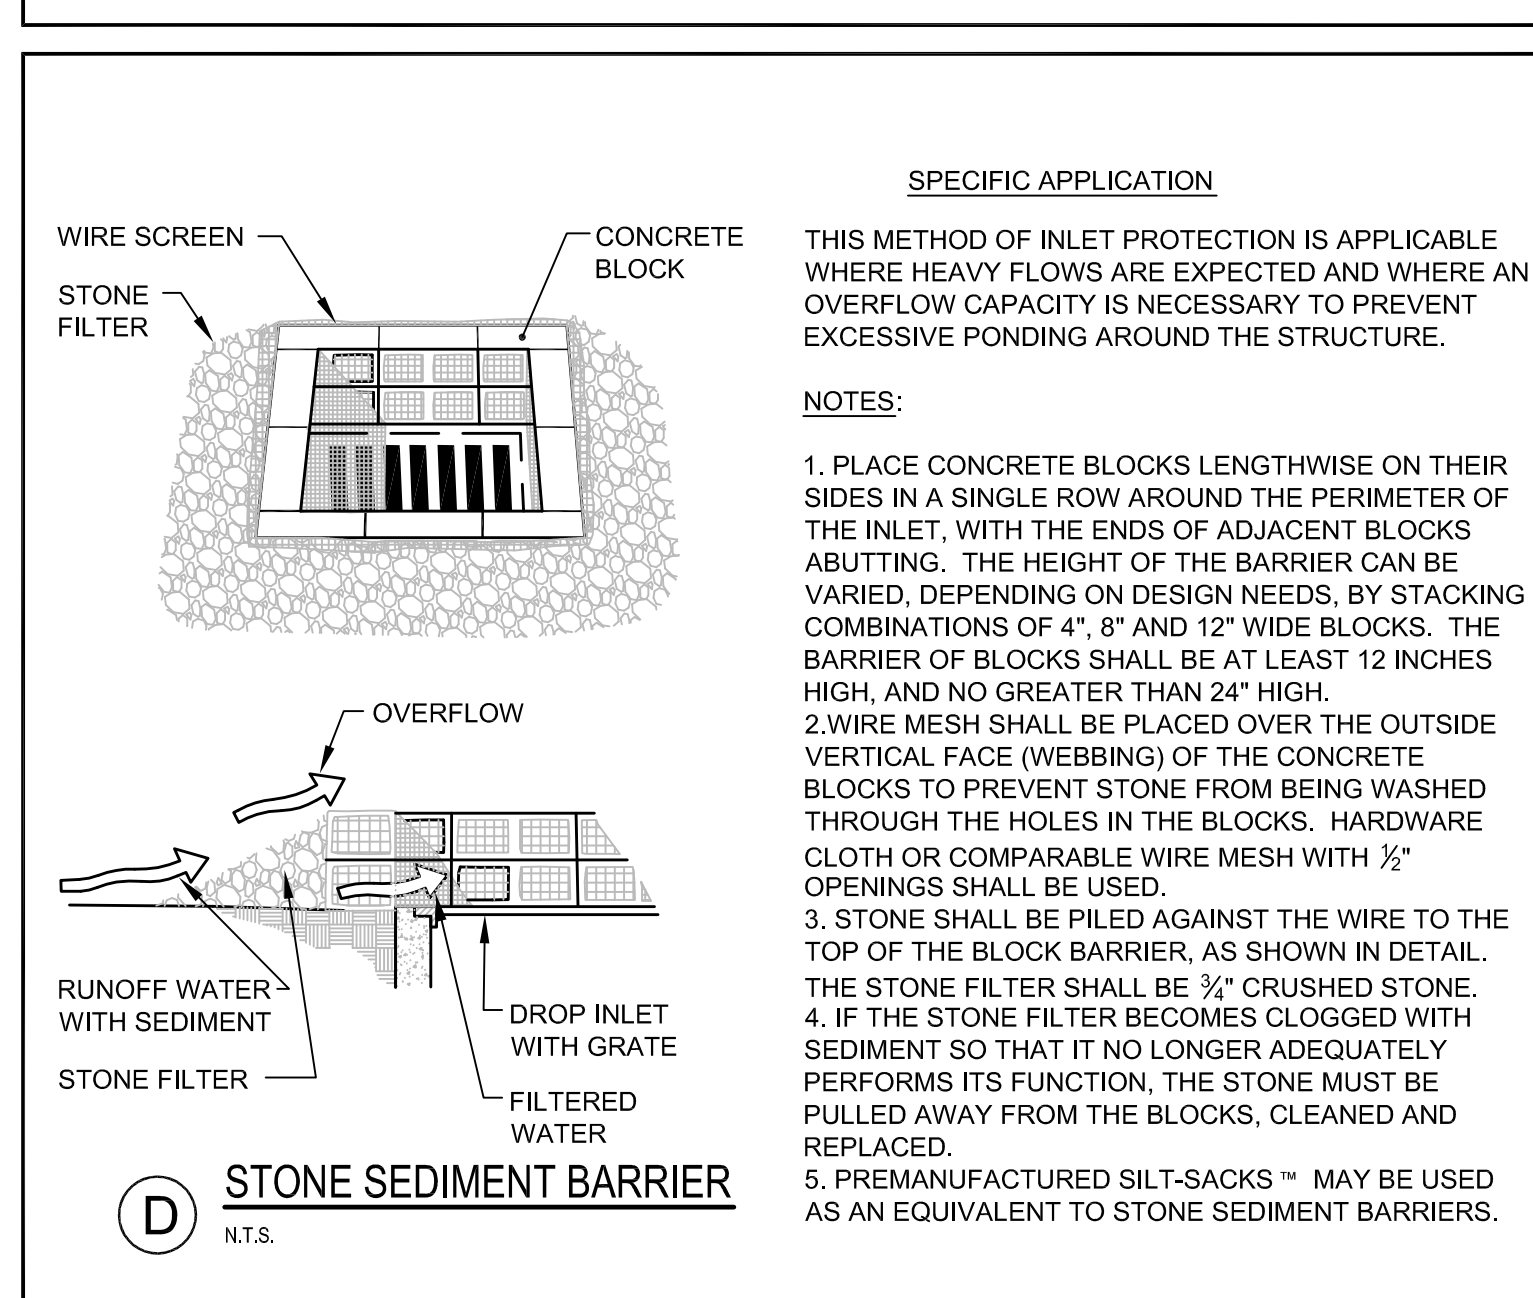 WIRE SCREEN
STONE
FILTER
CONCRETE
BLOCK
OVERFLOW
RUNOFF WATER
WITH SEDIMENT
STONE FILTER
DROP INLET
WITH GRATE
FILTERED
WATER
D
STONE SEDIMENT BARRIER
N.T.S.
SPECIFIC APPLICATION
THIS METHOD OF INLET PROTECTION IS APPLICABLE
WHERE HEAVY FLOWS ARE EXPECTED AND WHERE AN
OVERFLOW CAPACITY IS NECESSARY TO PREVENT
EXCESSIVE PONDING AROUND THE STRUCTURE.
NOTES:
1. PLACE CONCRETE BLOCKS LENGTHWISE ON THEIR
SIDES IN A SINGLE ROW AROUND THE PERIMETER OF
THE INLET, WITH THE ENDS OF ADJACENT BLOCKS
ABUTTING. THE HEIGHT OF THE BARRIER CAN BE
VARIED, DEPENDING ON DESIGN NEEDS, BY STACKING
COMBINATIONS OF 4", 8" AND 12" WIDE BLOCKS. THE
BARRIER OF BLOCKS SHALL BE AT LEAST 12 INCHES
HIGH, AND NO GREATER THAN 24" HIGH.
2.WIRE MESH SHALL BE PLACED OVER THE OUTSIDE
VERTICAL FACE (WEBBING) OF THE CONCRETE
BLOCKS TO PREVENT STONE FROM BEING WASHED
THROUGH THE HOLES IN THE BLOCKS. HARDWARE
CLOTH OR COMPARABLE WIRE MESH WITH ½"
OPENINGS SHALL BE USED.
3. STONE SHALL BE PILED AGAINST THE WIRE TO THE
TOP OF THE BLOCK BARRIER, AS SHOWN IN DETAIL.
THE STONE FILTER SHALL BE ¾" CRUSHED STONE.
4. IF THE STONE FILTER BECOMES CLOGGED WITH
SEDIMENT SO THAT IT NO LONGER ADEQUATELY
PERFORMS ITS FUNCTION, THE STONE MUST BE
PULLED AWAY FROM THE BLOCKS, CLEANED AND
REPLACED.
5. PREMANUFACTURED SILT-SACKS ™ MAY BE USED
AS AN EQUIVALENT TO STONE SEDIMENT BARRIERS.